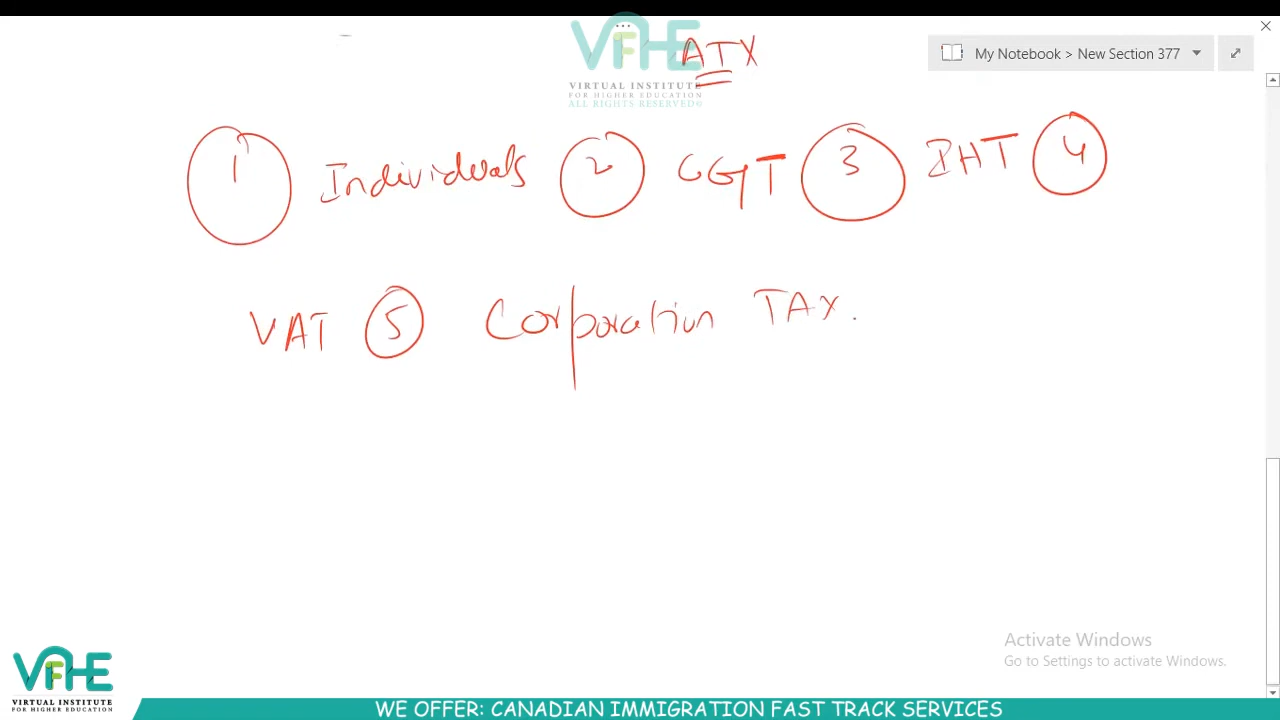 VFHE
VIRTUAL INSTITUTE
FOR HIGHER EDUCATION
ALL RIGHTS RESERVED©
ATX
My Notebook > New Section 377
1 Individuals 2 CGT 3 IHT 4
VAT 5 Corporation TAX.
Activate Windows
Go to Settings to activate Windows.
VFHE
VIRTUAL INSTITUTE
FOR HIGHER EDUCATION
WE OFFER: CANADIAN IMMIGRATION FAST TRACK SERVICES